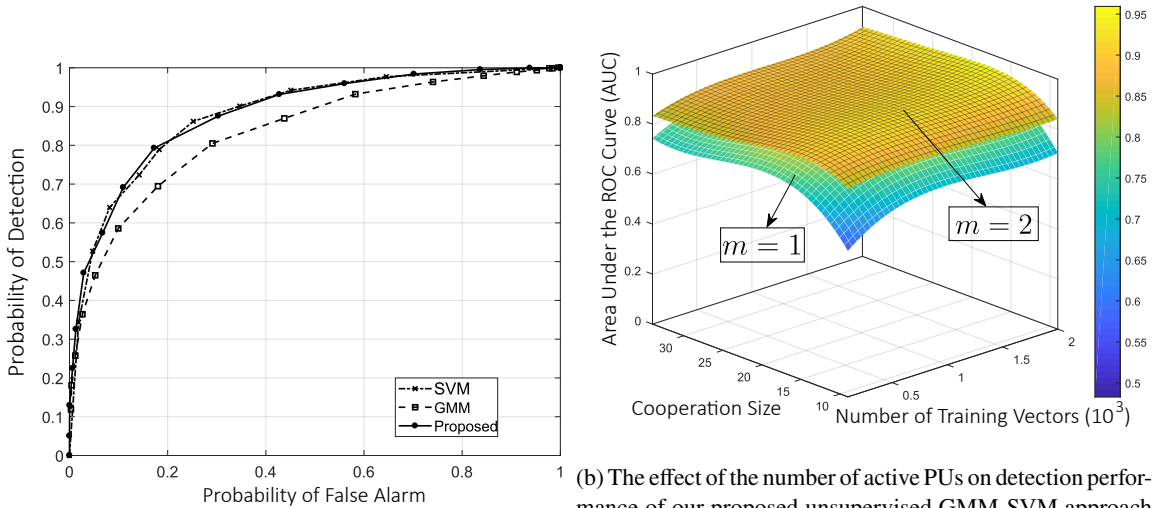 1
0.9
0.8
0.7
0.6
0.5
0.4
0.3
0.2
0.1
0
0 0.2 0.4 0.6 0.8 1
Probability of Detection
Probability of False Alarm
SVM
GMM
Proposed
Area Under the ROC Curve (AUC)
1
0.8
0.6
0.4
0.2
0
30
25
20
15
10
Cooperation Size
0.5
1
1.5
2
Number of Training Vectors (10³)
m = 1
m = 2
0.95
0.9
0.85
0.8
0.75
0.7
0.65
0.6
0.55
0.5
(b) The effect of the number of active PUs on detection perfor-
mance of our proposed unsupervised GMM SVM approach